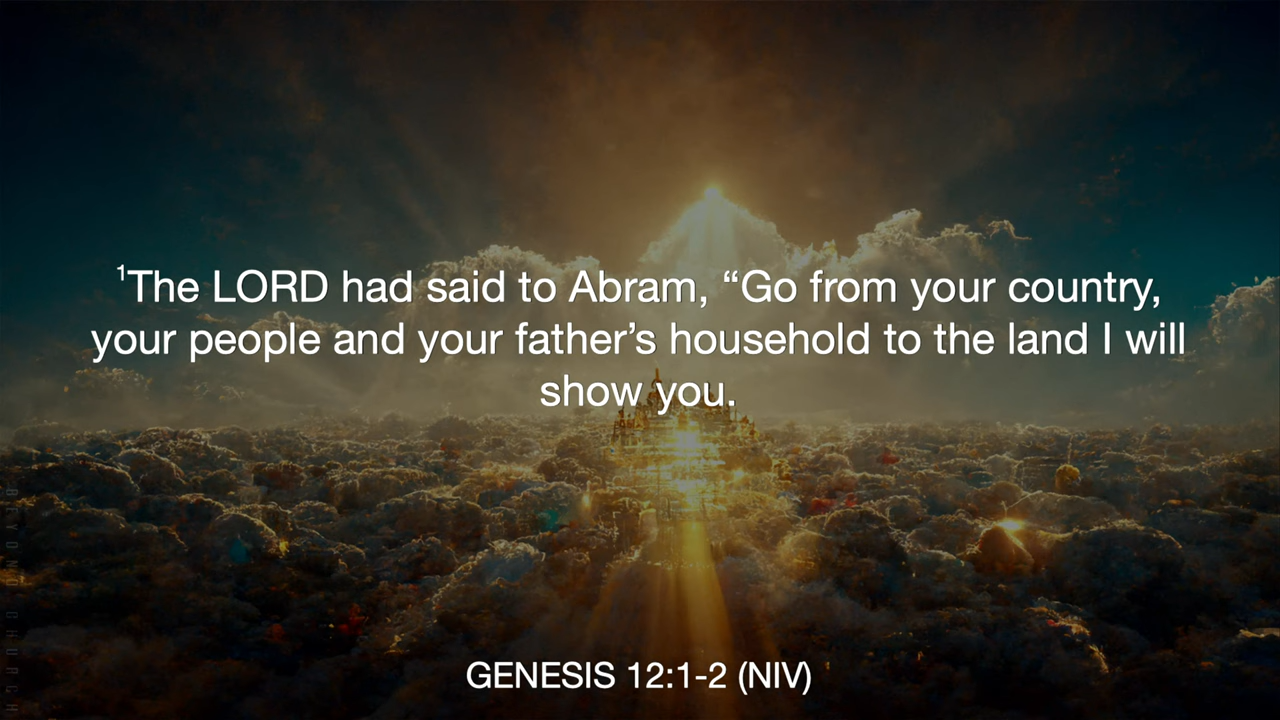 ¹The LORD had said to Abram, “Go from your country,
your people and your father’s household to the land I will
show you.
GENESIS 12:1-2 (NIV)